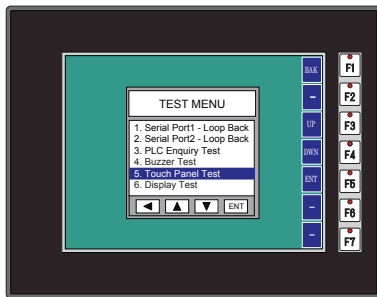 TEST MENU
1. Serial Port1 - Loop Back
2. Serial Port2 - Loop Back
3. PLC Enquiry Test
4. Buzzer Test
5. Touch Panel Test
6. Display Test
ENT
BAK
–
UP
DWN
ENT
–
–
F1
F2
F3
F4
F5
F6
F7